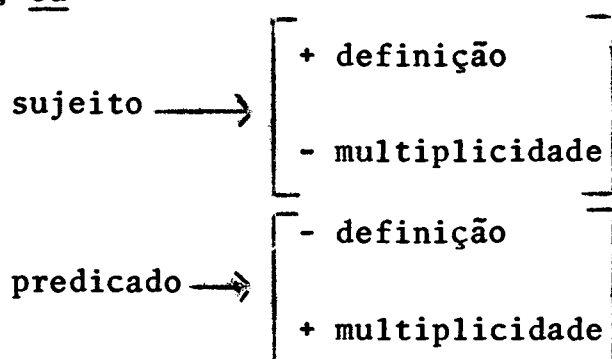 + definição
sujeito →
- multiplicidade
- definição
predicado →
+ multiplicidade